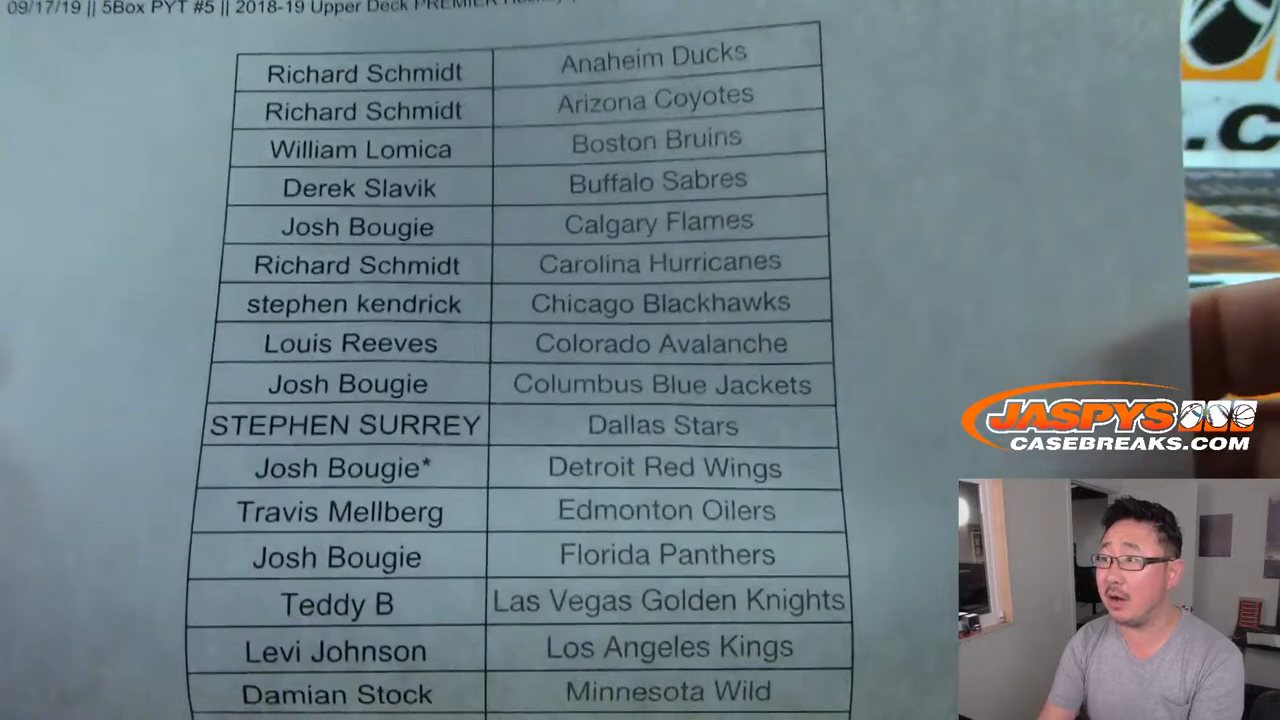 09/17/19 || 5Box PYT #5 || 2018-19 Upper Deck PREMIER Hockey
Richard Schmidt Anaheim Ducks
Richard Schmidt Arizona Coyotes
William Lomica Boston Bruins
Derek Slavik Buffalo Sabres
Josh Bougie Calgary Flames
Richard Schmidt Carolina Hurricanes
stephen kendrick Chicago Blackhawks
Louis Reeves Colorado Avalanche
Josh Bougie Columbus Blue Jackets
STEPHEN SURREY Dallas Stars
Josh Bougie* Detroit Red Wings
Travis Mellberg Edmonton Oilers
Josh Bougie Florida Panthers
Teddy B Las Vegas Golden Knights
Levi Johnson Los Angeles Kings
Damian Stock Minnesota Wild
.c
JASPYS
CASEBREAKS.COM